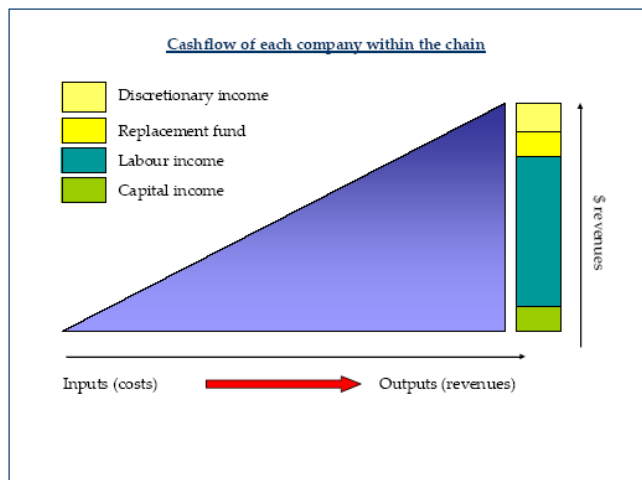 Cashflow of each company within the chain
Discretionary income
Replacement fund
Labour income
Capital income
$ revenues
Inputs (costs)
Outputs (revenues)